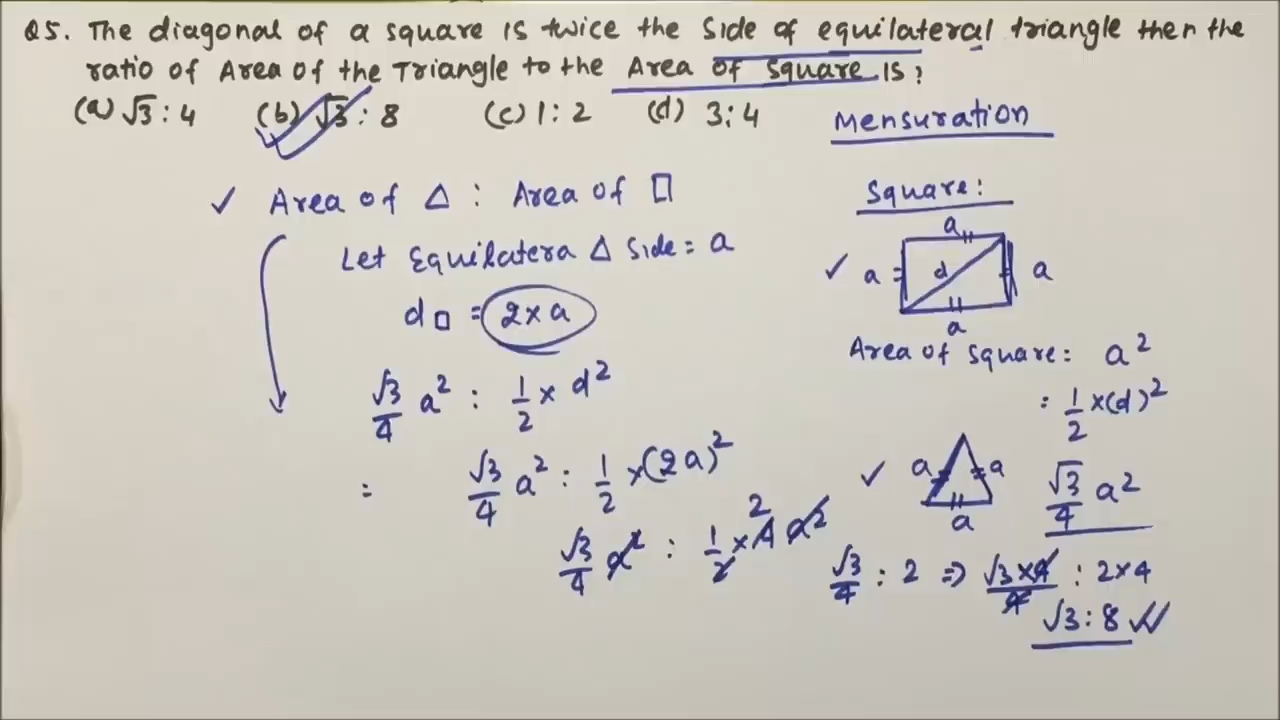 Q5. The diagonal of a square is twice the side of equilateral triangle then the
ratio of Area of the Triangle to the Area of square is?
(a) √3 : 4 (b) √3 : 8 (c) 1 : 2 (d) 3 : 4
Mensuration
✓ Area of △ : Area of □
Let Equilatera △ side = a
d□ = 2×a
√3/4 a² : 1/2 × d²
= √3/4 a² : 1/2 × (2a)²
√3/4 a² : 1/2 × 4 a²
2
Square:
a
✓ a d a
a
Area of square: a²
: 1/2 ×(d)²
✓ a a √3/4 a²
a
√3/4 : 2 => √3×4/4 : 2×4
√3 : 8 ✓✓